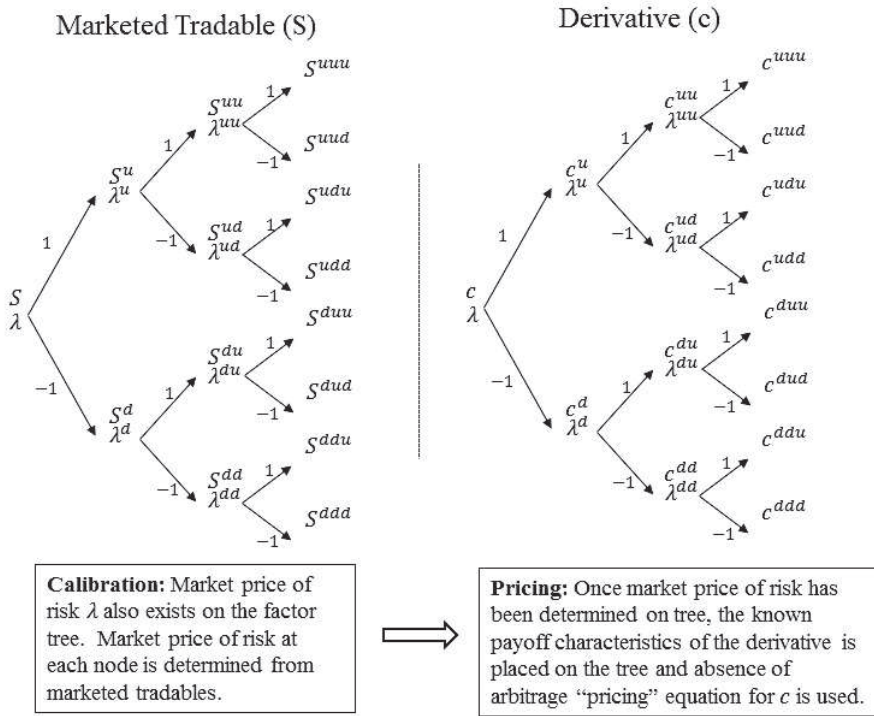 Marketed Tradable (S)
S^{uuu}
1
S^{uu}
λ^{uu}
S^{uud}
−1
1
S^{u}
λ^{u}
S^{udu}
1
−1
S^{ud}
λ^{ud}
1
S^{udd}
−1
S
λ
S^{duu}
1
S^{du}
λ^{du}
−1
S^{dud}
1
−1
S^{d}
λ^{d}
S^{ddu}
1
−1
S^{dd}
λ^{dd}
S^{ddd}
−1
Calibration: Market price of
risk λ also exists on the factor
tree. Market price of risk at
each node is determined from
marketed tradables.
Derivative (c)
c^{uuu}
1
c^{uu}
λ^{uu}
c^{uud}
−1
1
c^{u}
λ^{u}
c^{udu}
1
−1
c^{ud}
λ^{ud}
1
c^{udd}
−1
c
λ
c^{duu}
1
c^{du}
λ^{du}
−1
c^{dud}
1
−1
c^{d}
λ^{d}
c^{ddu}
1
−1
c^{dd}
λ^{dd}
c^{ddd}
−1
Pricing: Once market price of risk has
been determined on tree, the known
payoff characteristics of the derivative is
placed on the tree and absence of
arbitrage “pricing” equation for c is used.